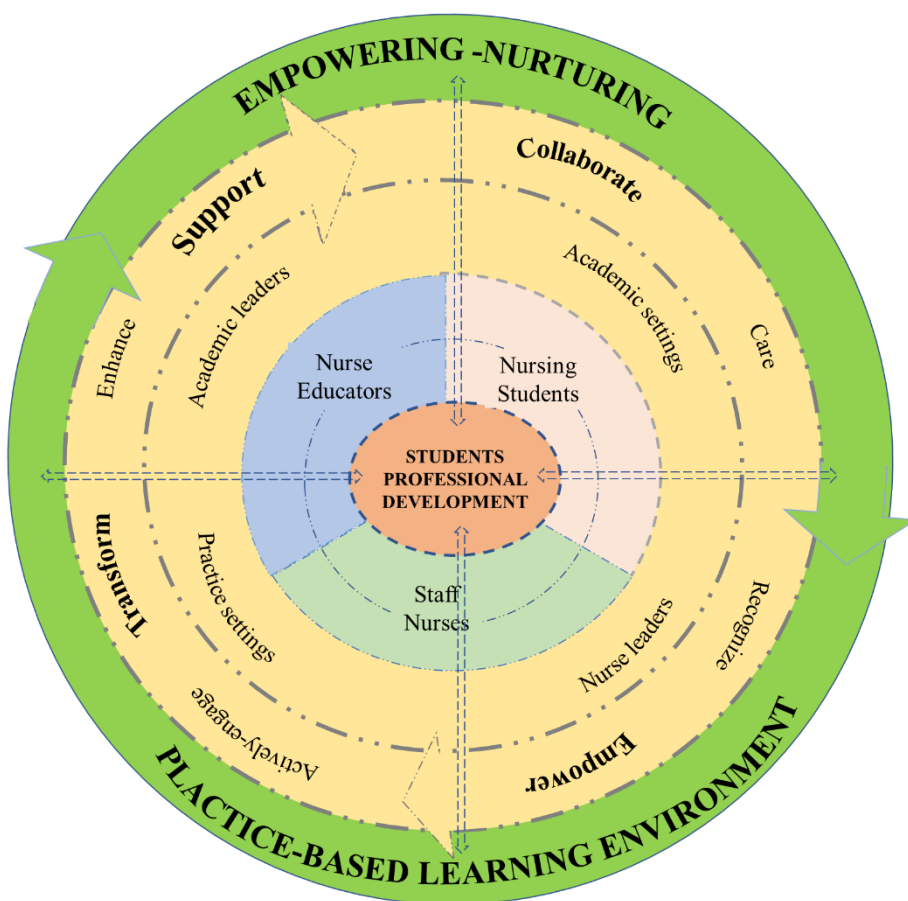 EMPOWERING -NURTURING
Support
Collaborate
Academic leaders
Academic settings
Enhance
Care
Nurse
Educators
Nursing
Students
STUDENTS
PROFESSIONAL
DEVELOPMENT
Transform
Practice settings
Staff
Nurses
Nurse leaders
Recognize
Actively-engage
Empower
PLACTICE-BASED LEARNING ENVIRONMENT